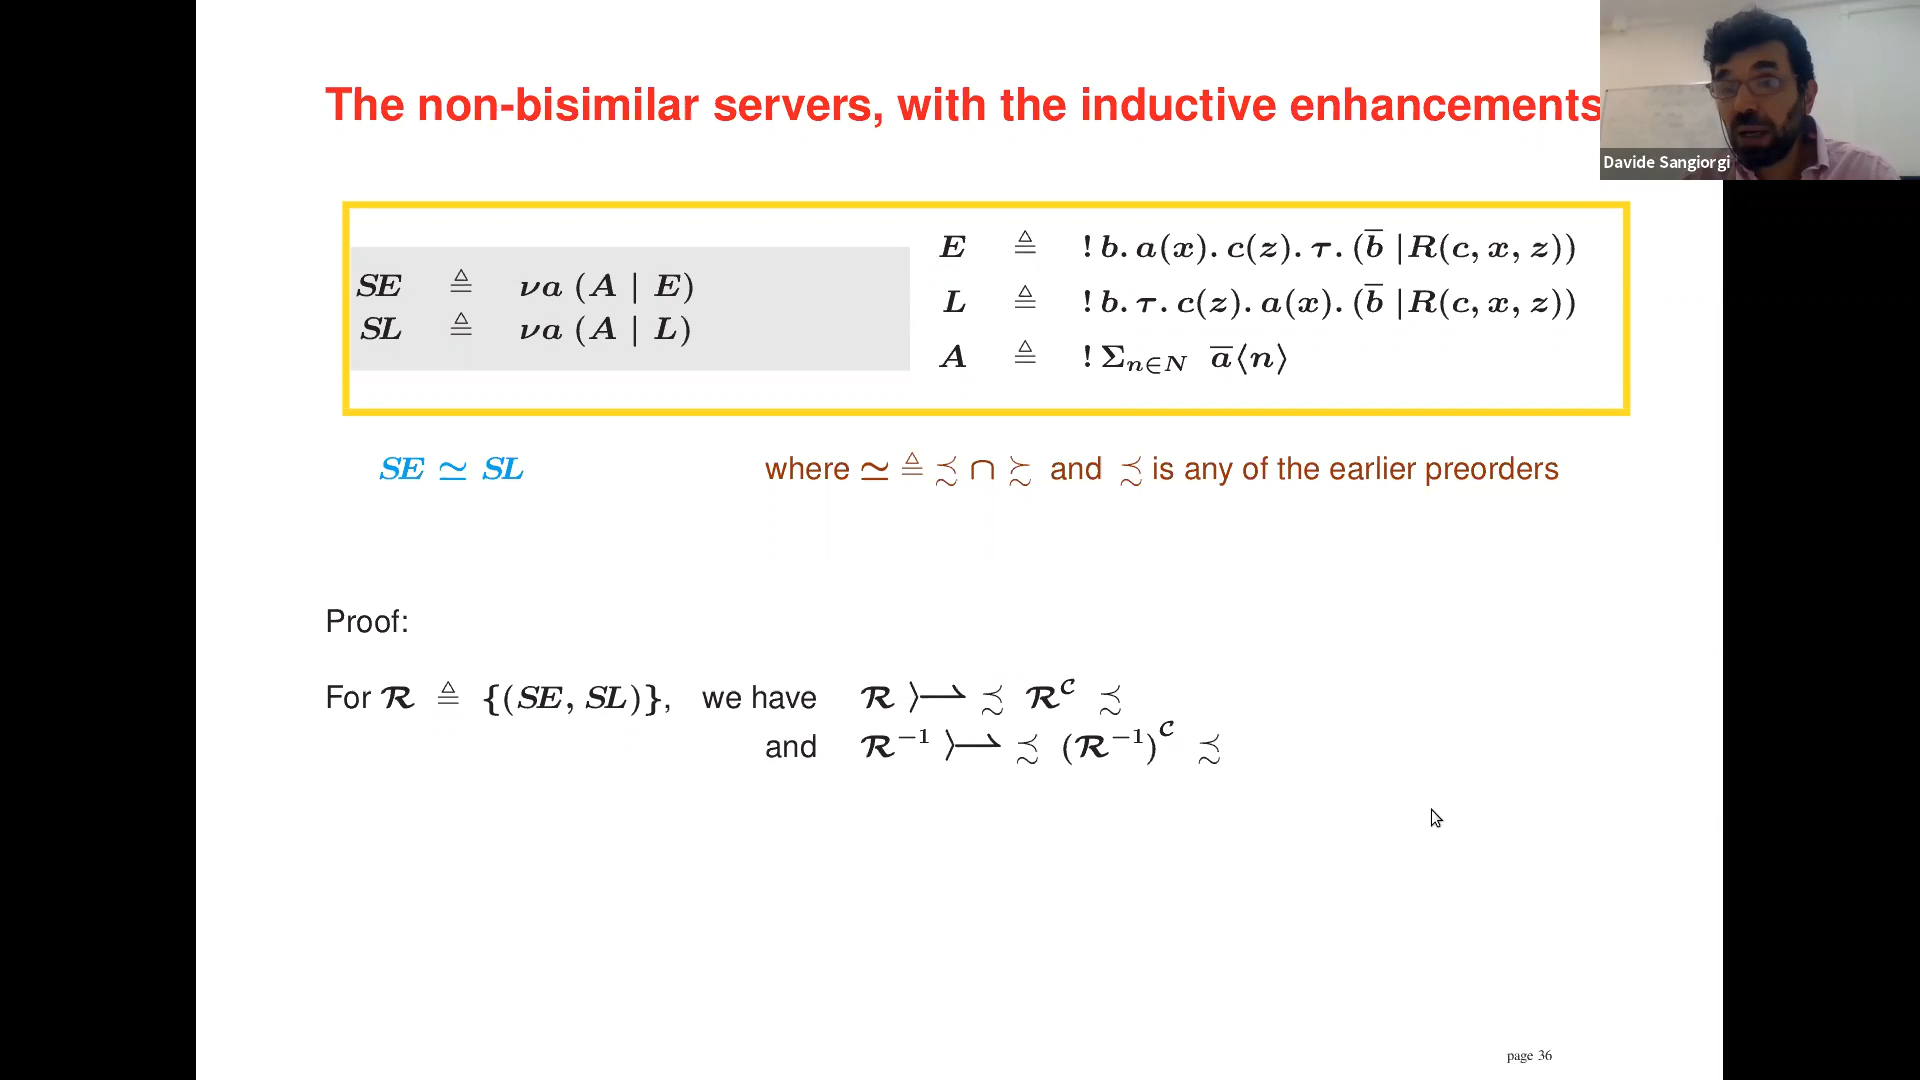 The non-bisimilar servers, with the inductive enhancements
Davide Sangiorgi
SE ≜ νa (A | E)
SL ≜ νa (A | L)
E ≜ ! b. a(x). c(z). τ. (b̅ | R⟨c, x, z⟩)
L ≜ ! b. τ. c(z). a(x). (b̅ | R⟨c, x, z⟩)
A ≜ ! Σₙ∈N a̅⟨n⟩
SE ≃ SL where ≃ ≜ ≾ ∩ ≿ and ≾ is any of the earlier preorders
Proof:
For 𝓡 ≜ {(SE, SL)}, we have 𝓡 ⟩⇀ ≾ 𝓡^𝒞 ≾
and 𝓡⁻¹ ⟩⇀ ≾ (𝓡⁻¹)^𝒞 ≾
page 36